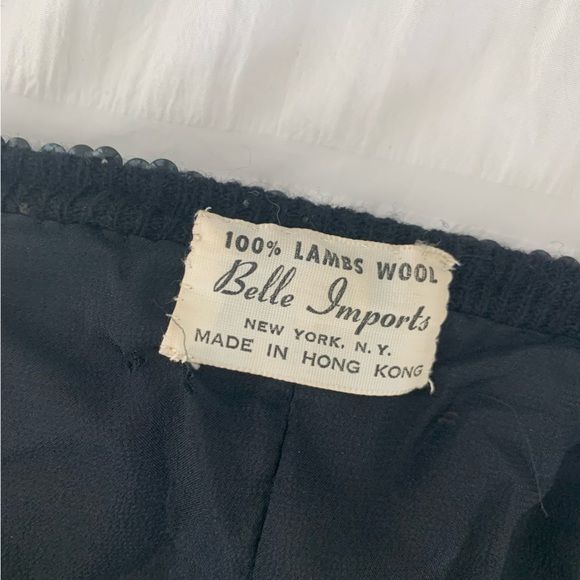 100% LAMBS WOOL
Belle Imports
NEW YORK, N.Y.
MADE IN HONG KONG